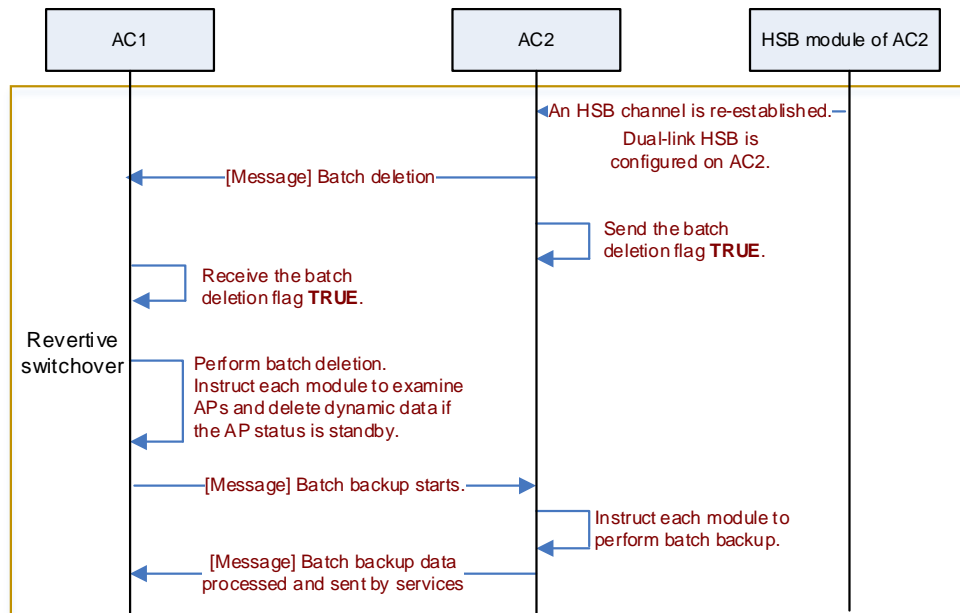 AC1
AC2
HSB module of AC2
An HSB channel is re-established.
Dual-link HSB is
configured on AC2.
[Message] Batch deletion
Send the batch
deletion flag TRUE.
Receive the batch
deletion flag TRUE.
Revertive
switchover
Perform batch deletion.
Instruct each module to examine
APs and delete dynamic data if
the AP status is standby.
[Message] Batch backup starts.
Instruct each module to
perform batch backup.
[Message] Batch backup data
processed and sent by services